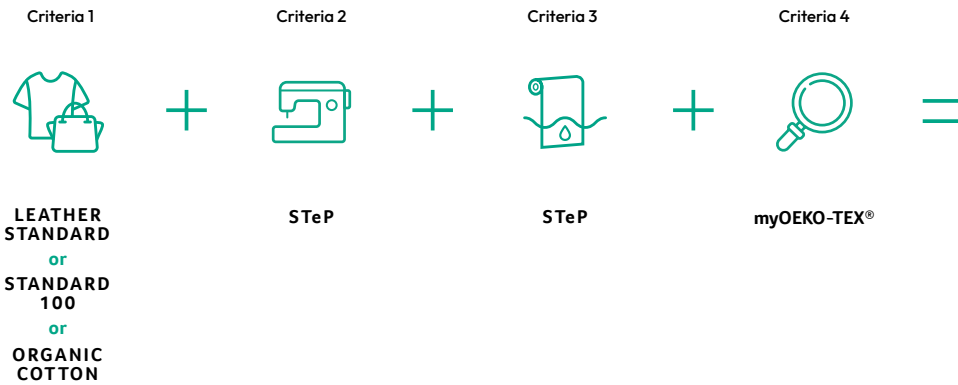 Criteria 1
Criteria 2
Criteria 3
Criteria 4
LEATHER
STANDARD
or
STANDARD
100
or
ORGANIC
COTTON
STeP
STeP
myOEKO-TEX®